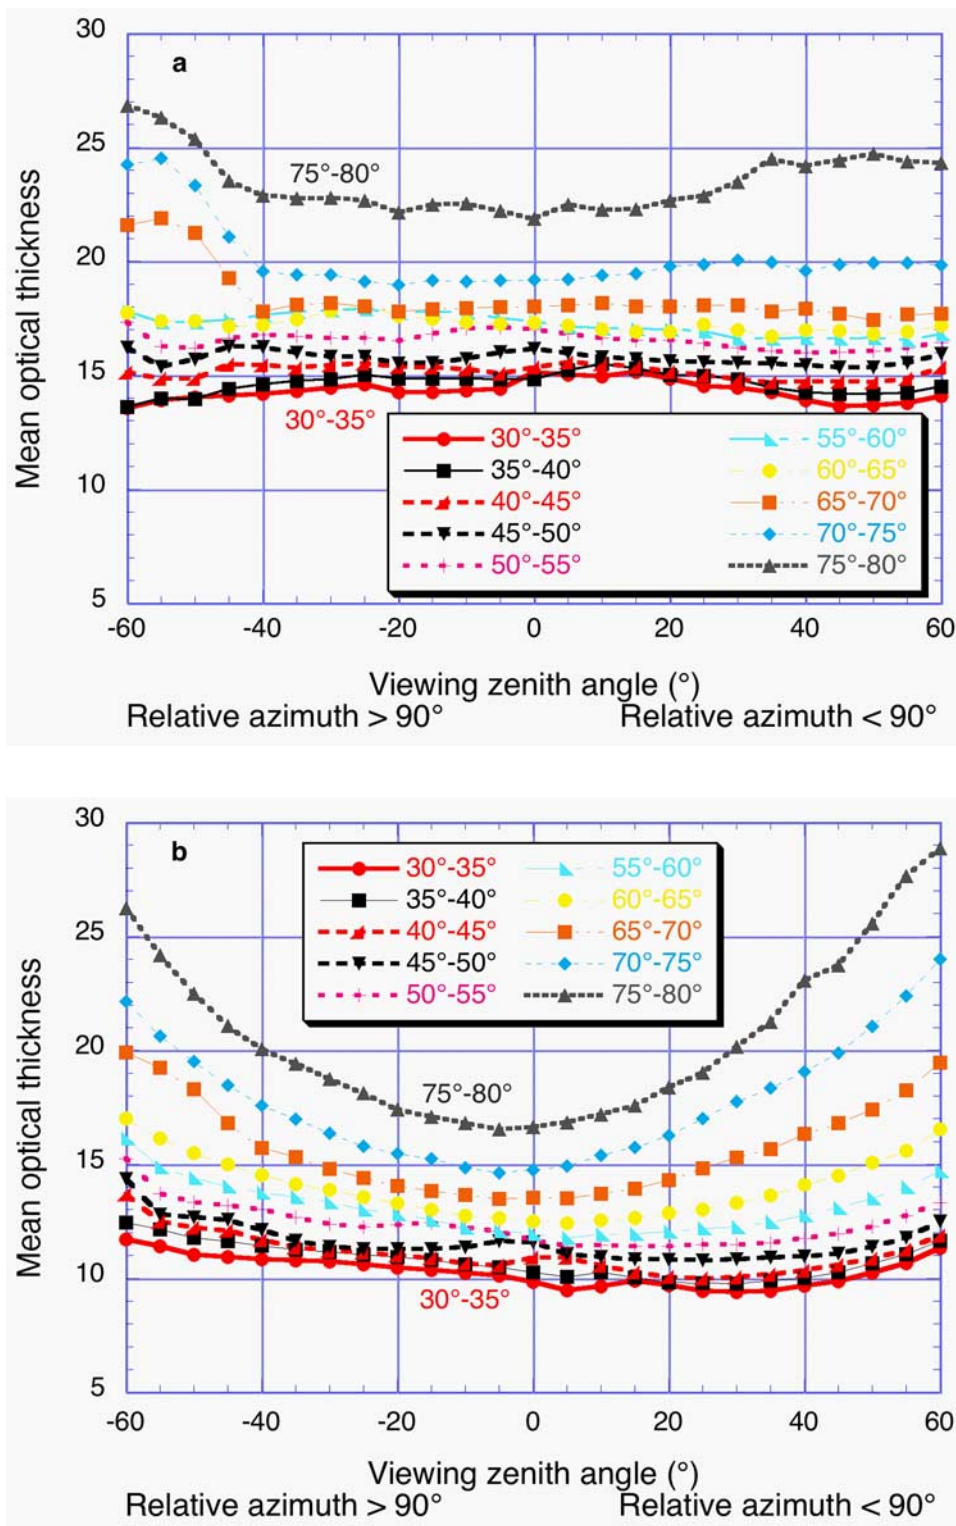 30
a
25
75°-80°
20
15
30°-35°
30°-35° 55°-60°
35°-40° 60°-65°
10
40°-45° 65°-70°
45°-50° 70°-75°
50°-55° 75°-80°
5
-60 -40 -20 0 20 40 60
Mean optical thickness
Viewing zenith angle (°)
Relative azimuth > 90° Relative azimuth < 90°
30
b
30°-35° 55°-60°
35°-40° 60°-65°
40°-45° 65°-70°
25
45°-50° 70°-75°
50°-55° 75°-80°
20
75°-80°
15
10
30°-35°
5
-60 -40 -20 0 20 40 60
Mean optical thickness
Viewing zenith angle (°)
Relative azimuth > 90° Relative azimuth < 90°